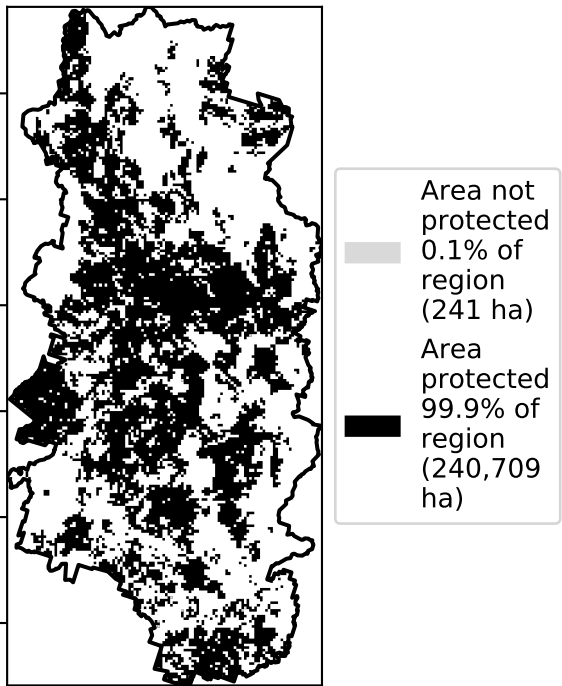 Area not
protected
0.1% of
region
(241 ha)
Area
protected
99.9% of
region
(240,709
ha)